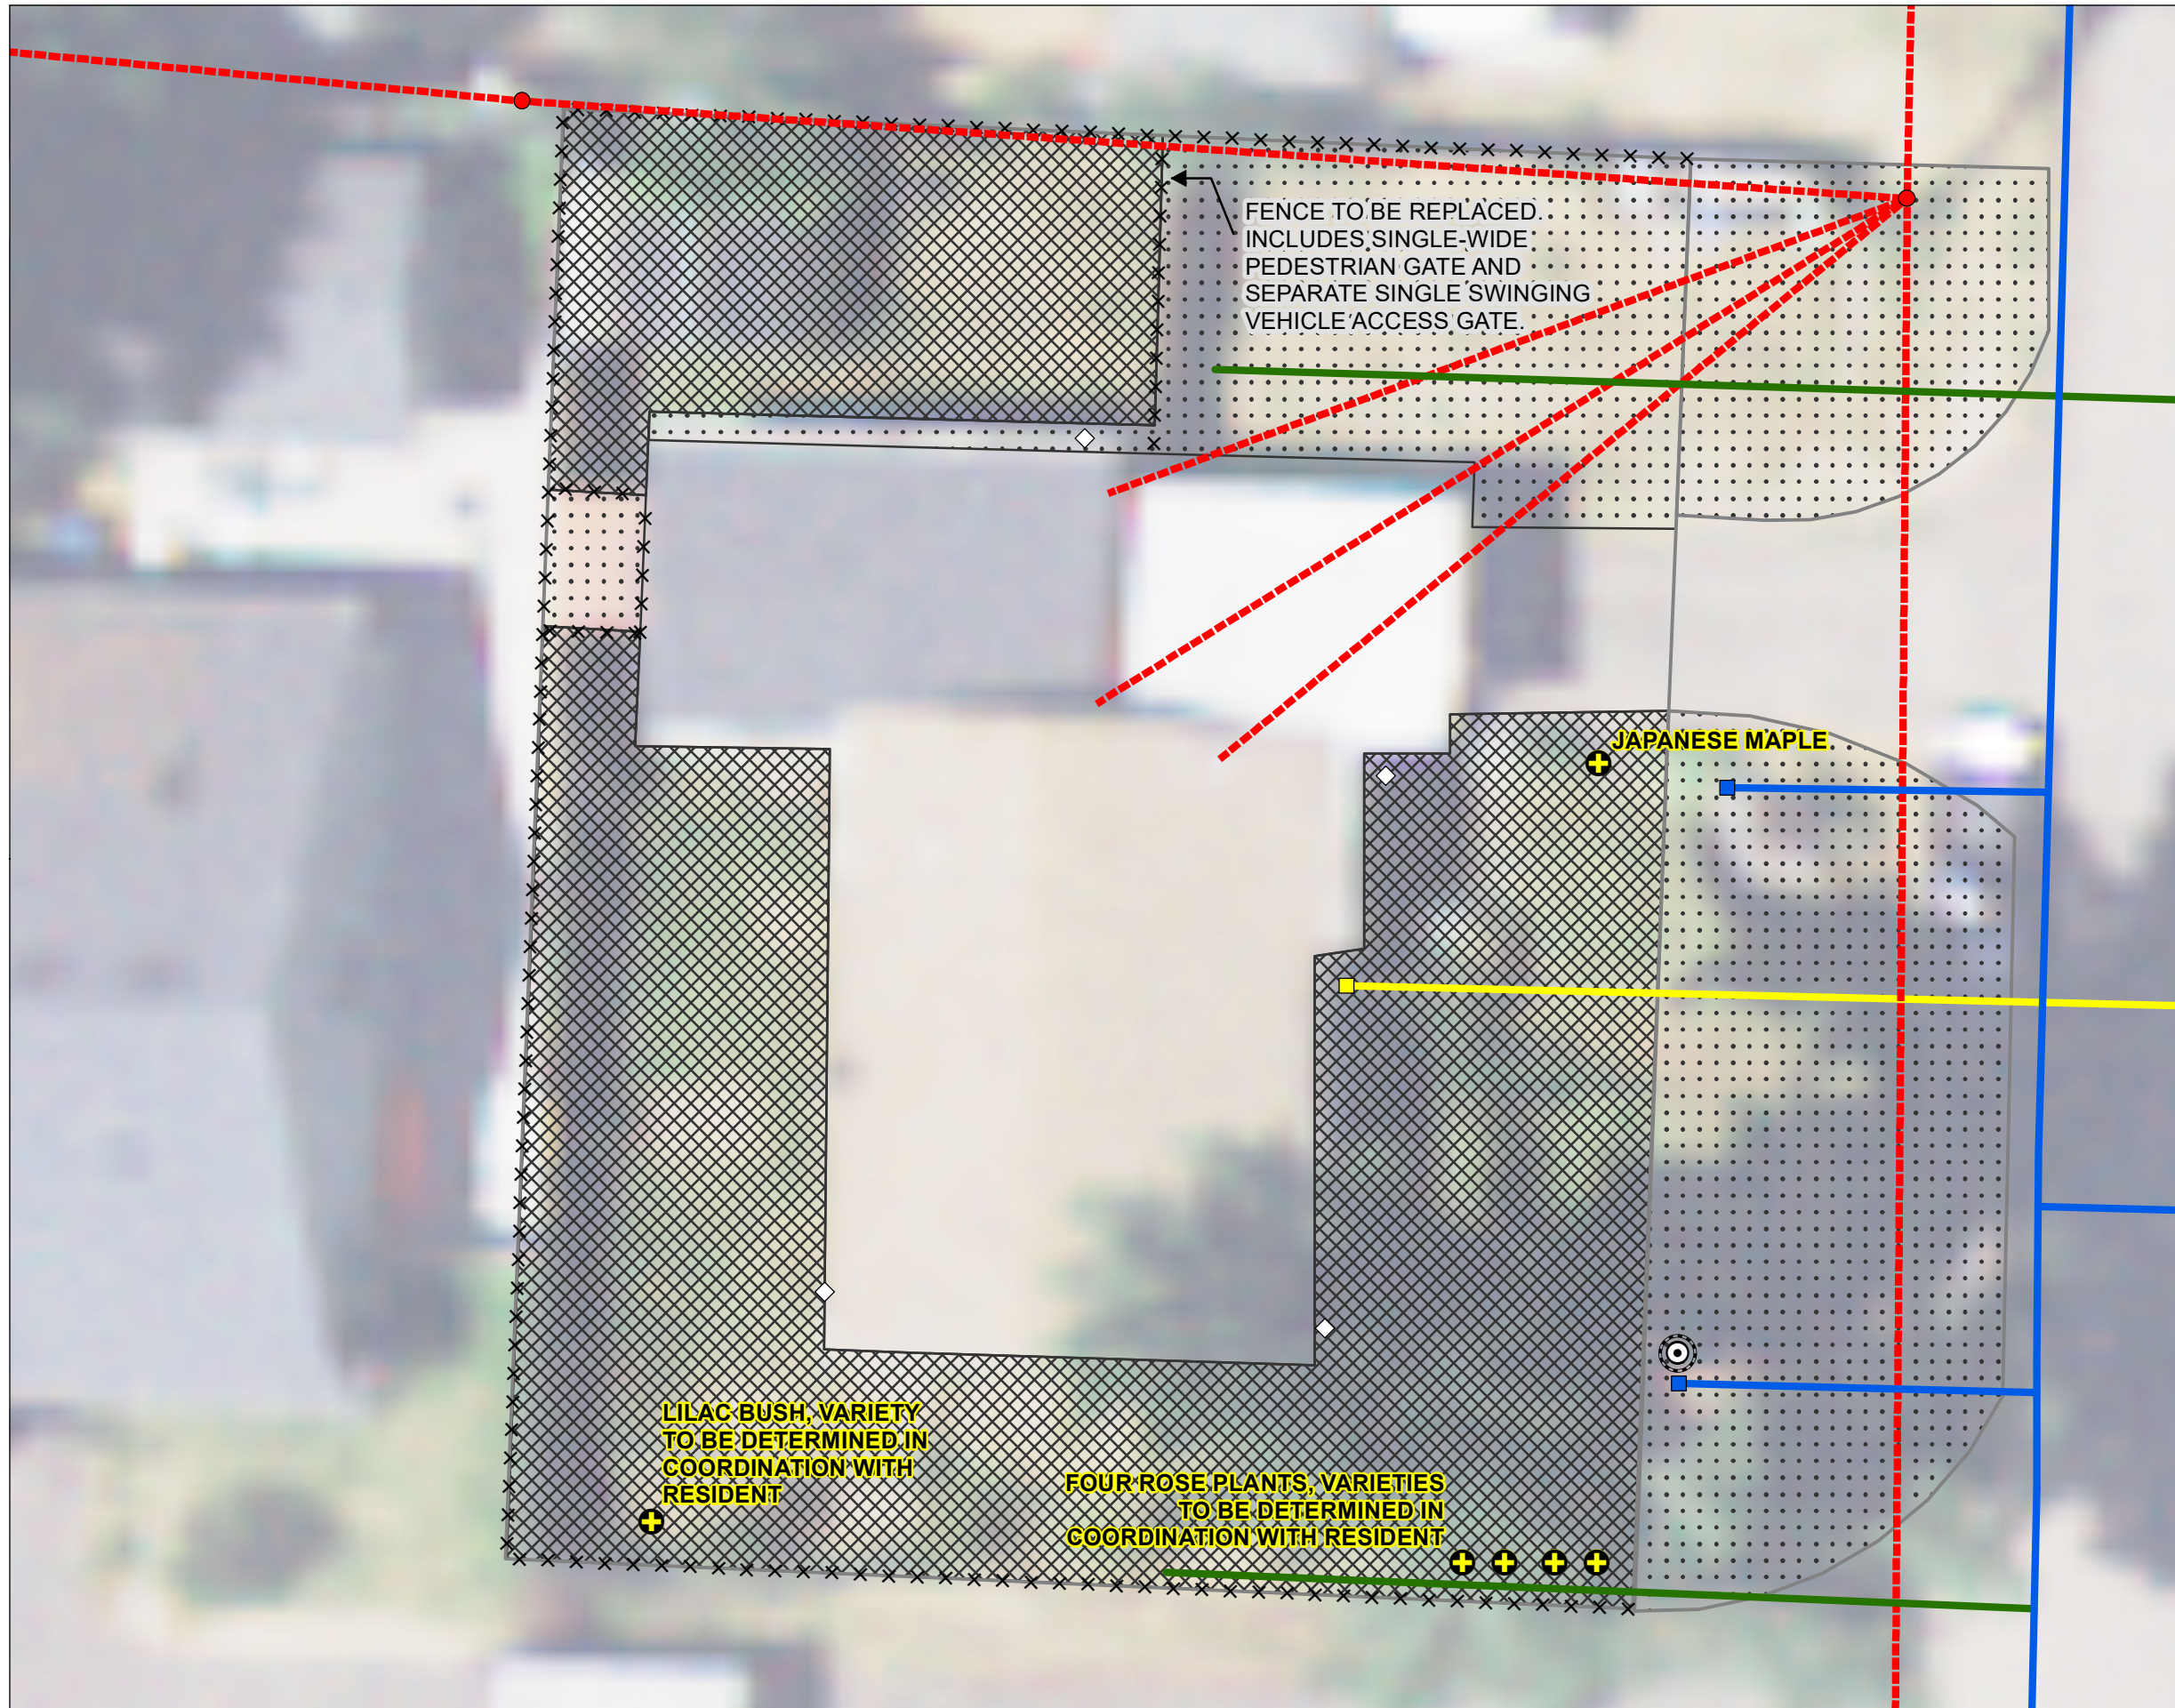 FENCE TO BE REPLACED.
INCLUDES SINGLE-WIDE
PEDESTRIAN GATE AND
SEPARATE SINGLE SWINGING
VEHICLE ACCESS GATE.
JAPANESE MAPLE
LILAC BUSH, VARIETY
TO BE DETERMINED IN
COORDINATION WITH
RESIDENT
FOUR ROSE PLANTS, VARIETIES
TO BE DETERMINED IN
COORDINATION WITH RESIDENT